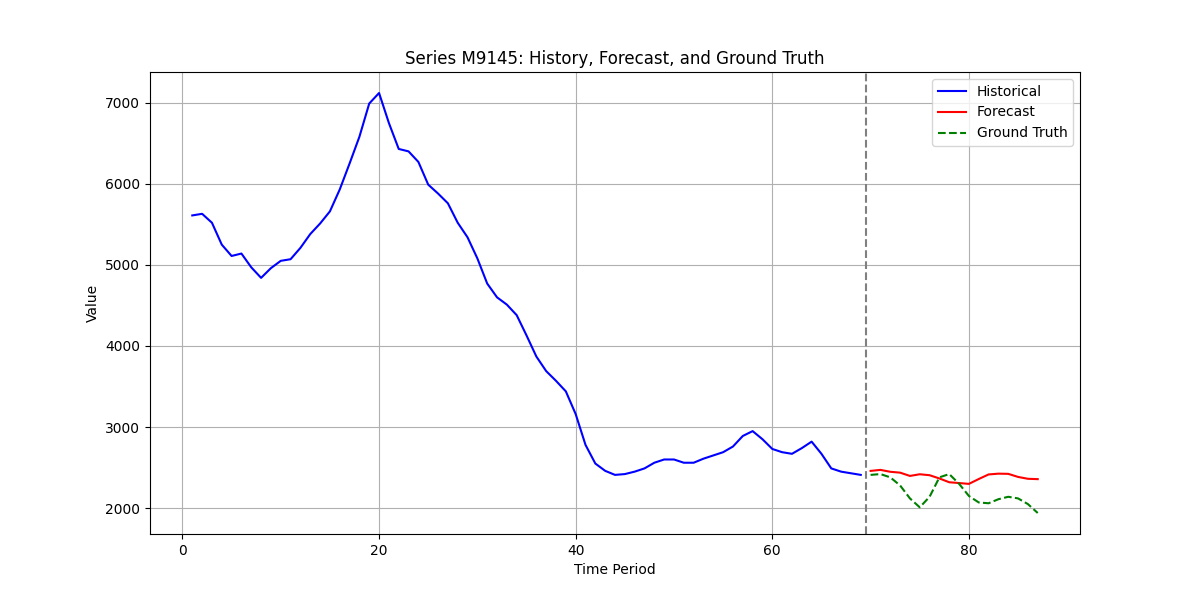 Series M9145: History, Forecast, and Ground Truth
Historical
Forecast
Ground Truth
7000
6000
5000
4000
3000
2000
Value
0 20 40 60 80
Time Period